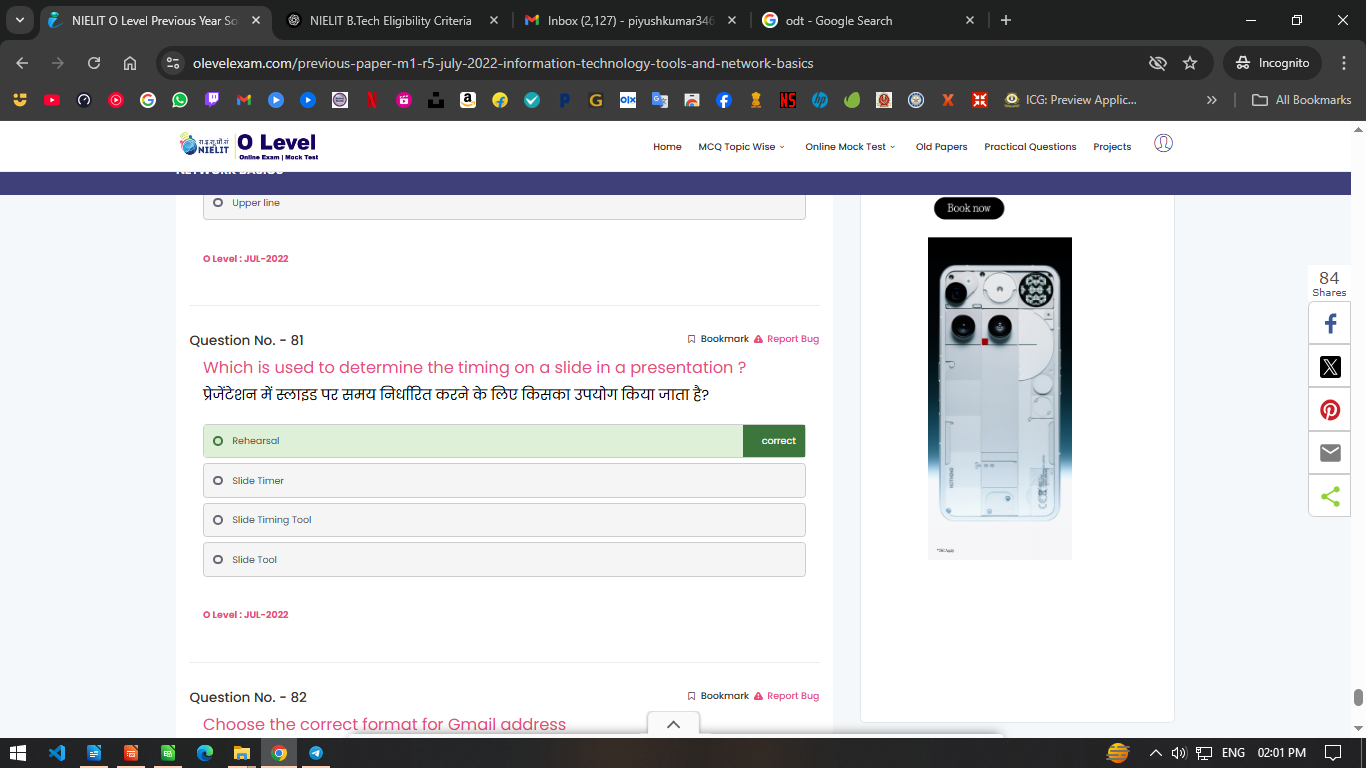 NIELIT O Level Previous Year So
NIELIT B.Tech Eligibility Criteria
Inbox (2,127) - piyushkumar346
odt - Google Search
olevelexam.com/previous-paper-m1-r5-july-2022-information-technology-tools-and-network-basics
Incognito
ICG: Preview Applic...
All Bookmarks
रा.इ.सू.प्रौ.सं
NIELIT
O Level
Online Exam | Mock Test
Home
MCQ Topic Wise
Online Mock Test
Old Papers
Practical Questions
Projects
NETWORK BASICS
Upper line
O Level : JUL-2022
Question No. - 81
Bookmark
Report Bug
Which is used to determine the timing on a slide in a presentation ?
प्रेजेंटेशन में स्लाइड पर समय निर्धारित करने के लिए किसका उपयोग किया जाता है?
Rehearsal
correct
Slide Timer
Slide Timing Tool
Slide Tool
O Level : JUL-2022
Question No. - 82
Bookmark
Report Bug
Choose the correct format for Gmail address
Book now
84
Shares
ENG
02:01 PM